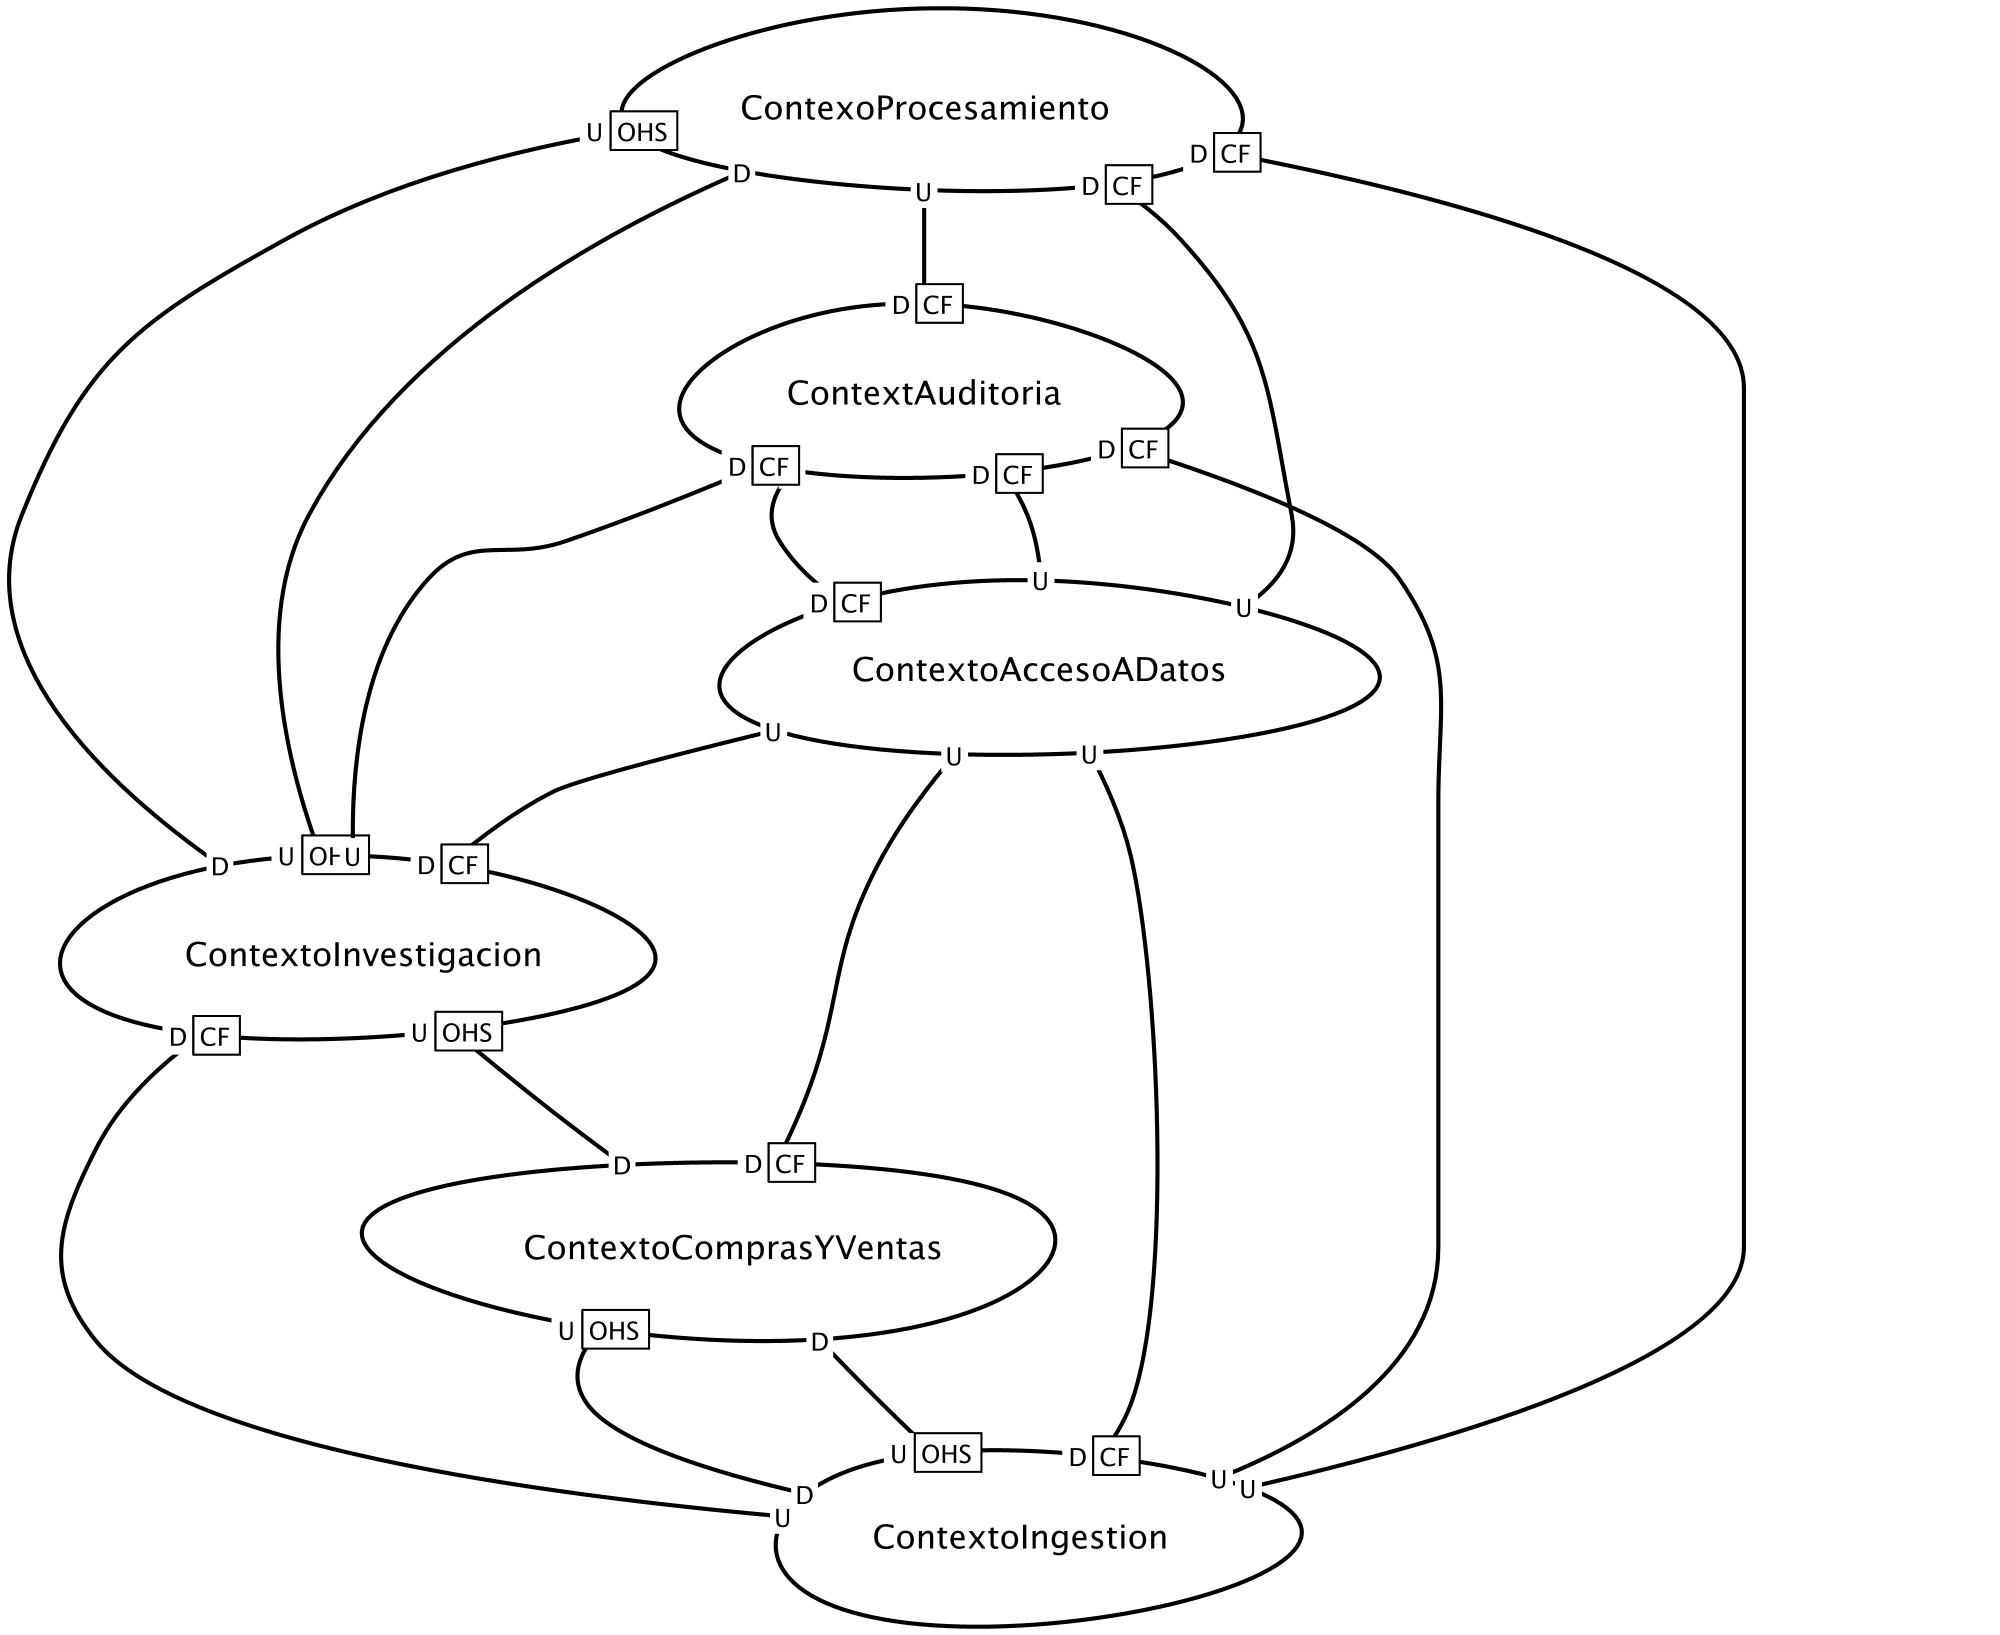 ContexoProcesamiento
U OHS
D CF
D
U
D CF
D CF
ContextAuditoria
D CF
D CF
D CF
D CF
U
U
ContextoAccesoADatos
U
U
U
D
U OH
U
D CF
ContextoInvestigacion
D CF
U OHS
D
D CF
ContextoComprasYVentas
U OHS
D
U OHS
D CF
U
U
D
U
ContextoIngestion